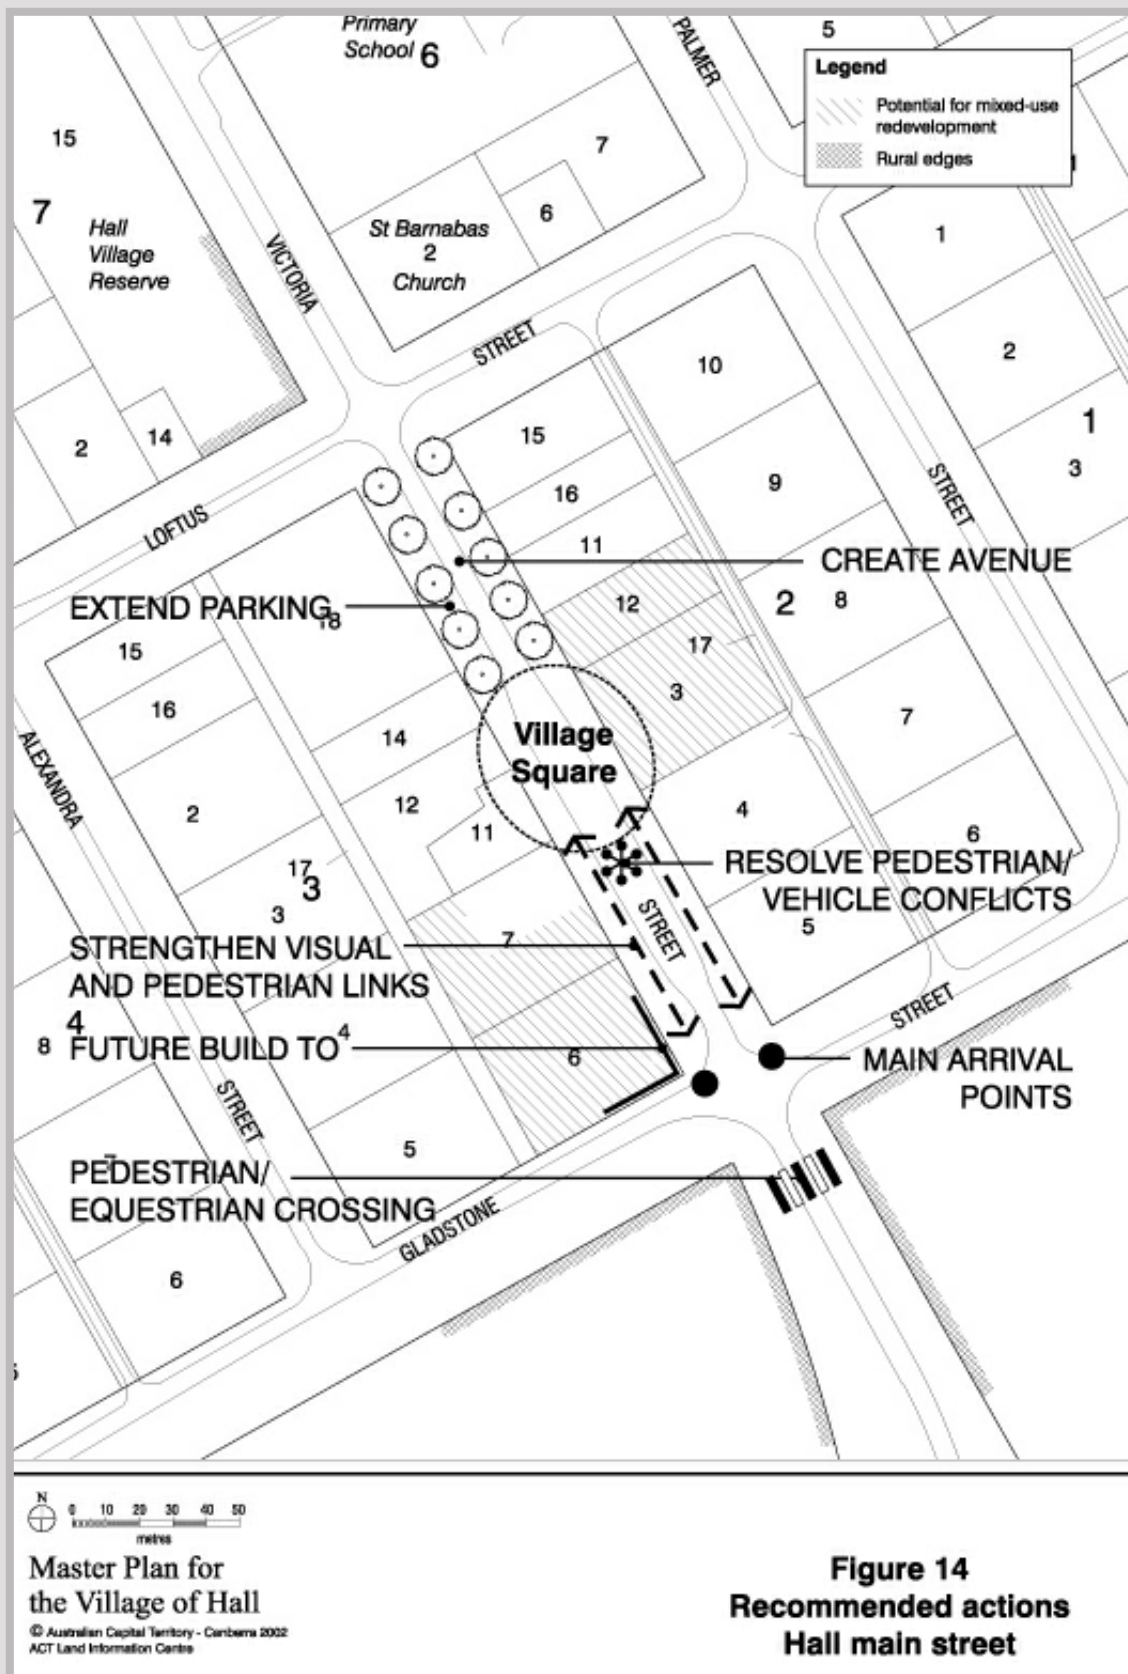 Primary
School 6
PALMER
5
Legend
Potential for mixed-use
redevelopment
Rural edges
1
15
7
Hall
Village
Reserve
VICTORIA
St Barnabas
2
Church
7
6
1
STREET
2
10
1
2
14
15
3
9
STREET
16
LOFTUS
11
CREATE AVENUE
EXTEND PARKING
18
12
2
8
15
17
16
3
7
14
Village
Square
ALEXANDRA
2
12
11
4
6
17
3
3
RESOLVE PEDESTRIAN/
VEHICLE CONFLICTS
5
STREET
7
STRENGTHEN VISUAL
AND PEDESTRIAN LINKS
STREET
4
8
FUTURE BUILD TO
4
6
MAIN ARRIVAL
POINTS
STREET
5
7
PEDESTRIAN/
EQUESTRIAN CROSSING
GLADSTONE
6
N
0 10 20 30 40 50
metres
Master Plan for
the Village of Hall
© Australian Capital Territory - Canberra 2002
ACT Land Information Centre
Figure 14
Recommended actions
Hall main street